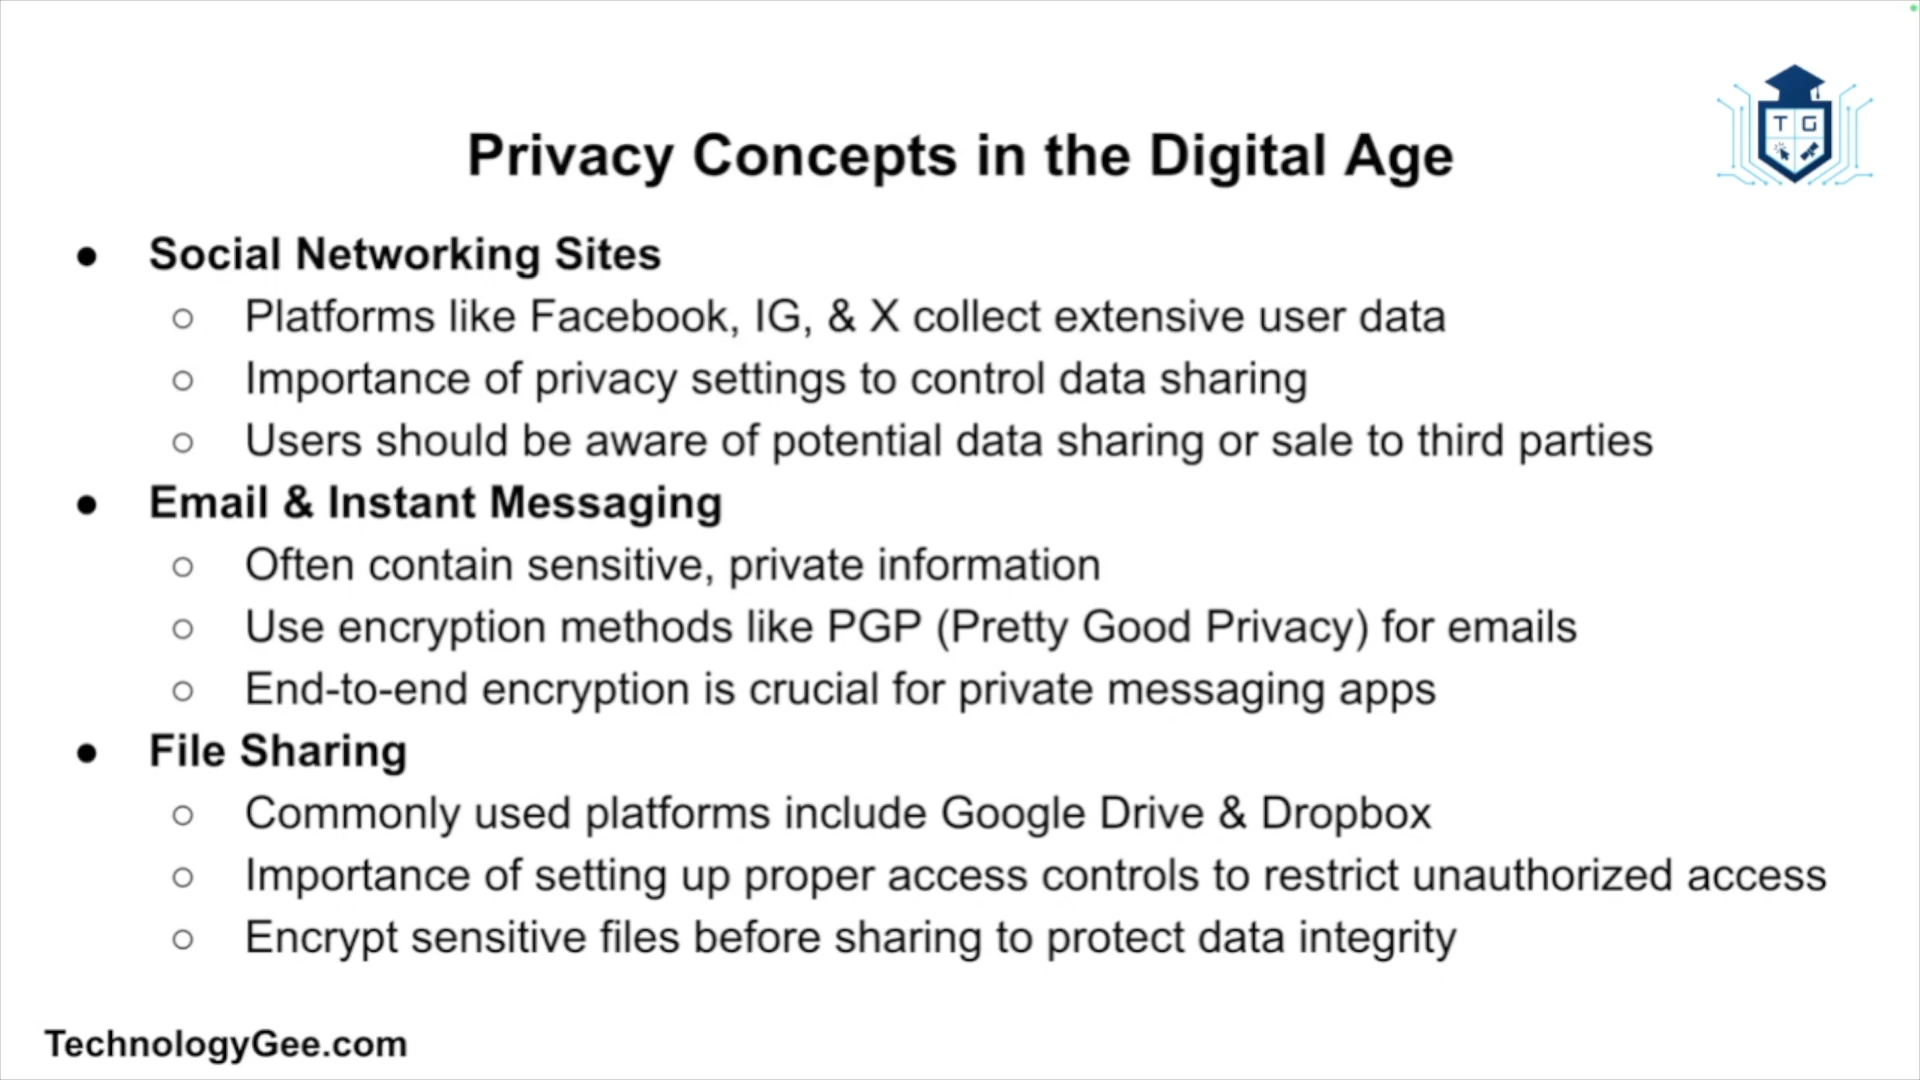 T G
Privacy Concepts in the Digital Age
● Social Networking Sites
○ Platforms like Facebook, IG, & X collect extensive user data
○ Importance of privacy settings to control data sharing
○ Users should be aware of potential data sharing or sale to third parties
● Email & Instant Messaging
○ Often contain sensitive, private information
○ Use encryption methods like PGP (Pretty Good Privacy) for emails
○ End-to-end encryption is crucial for private messaging apps
● File Sharing
○ Commonly used platforms include Google Drive & Dropbox
○ Importance of setting up proper access controls to restrict unauthorized access
○ Encrypt sensitive files before sharing to protect data integrity
TechnologyGee.com